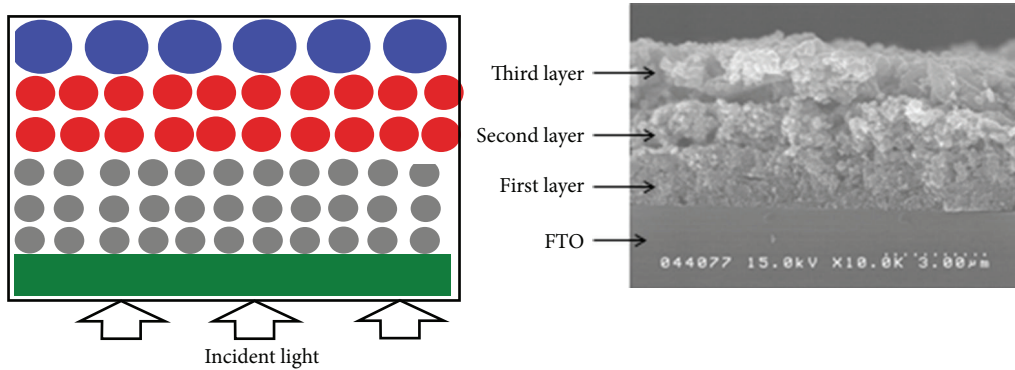 Third layer
Second layer
First layer
FTO
044077 15.0kV X10.0K 3.00μm
Incident light